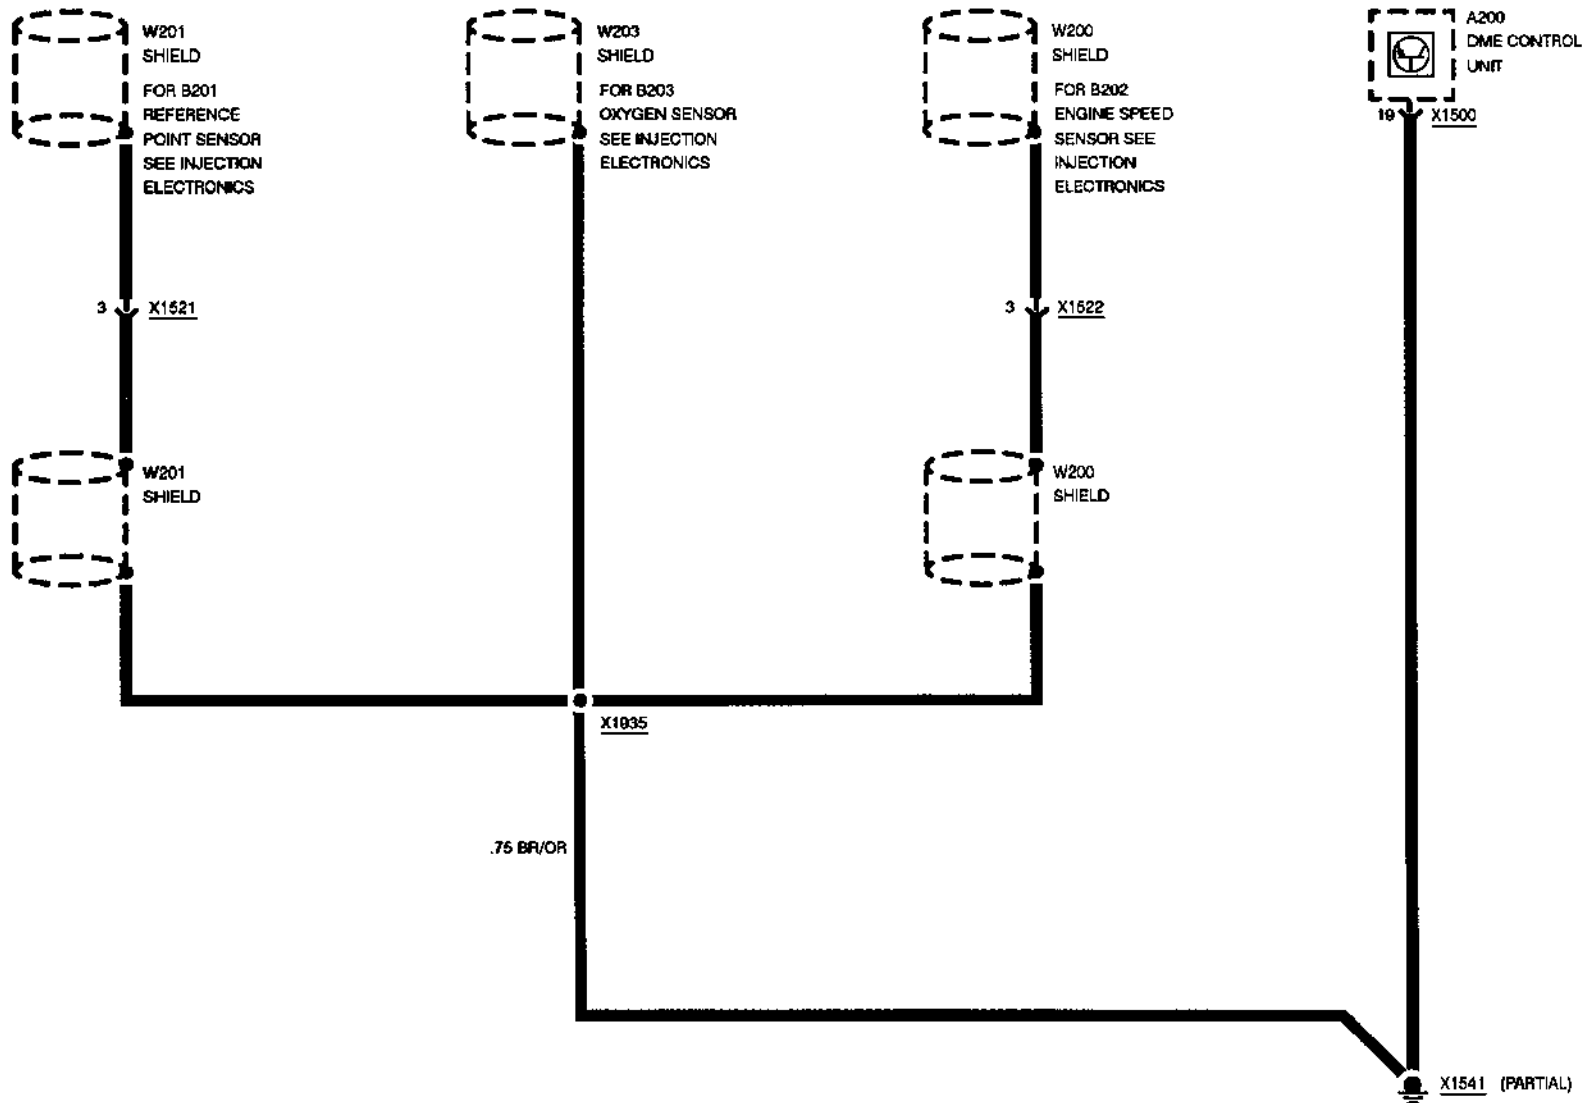 W201
SHIELD
FOR B201
REFERENCE
POINT SENSOR
SEE INJECTION
ELECTRONICS
W203
SHIELD
FOR B203
OXYGEN SENSOR
SEE INJECTION
ELECTRONICS
W200
SHIELD
FOR B202
ENGINE SPEED
SENSOR SEE
INJECTION
ELECTRONICS
A200
DME CONTROL
UNIT
19 X1500
3 X1521
3 X1522
W201
SHIELD
W200
SHIELD
X1935
.75 BR/OR
X1541 (PARTIAL)